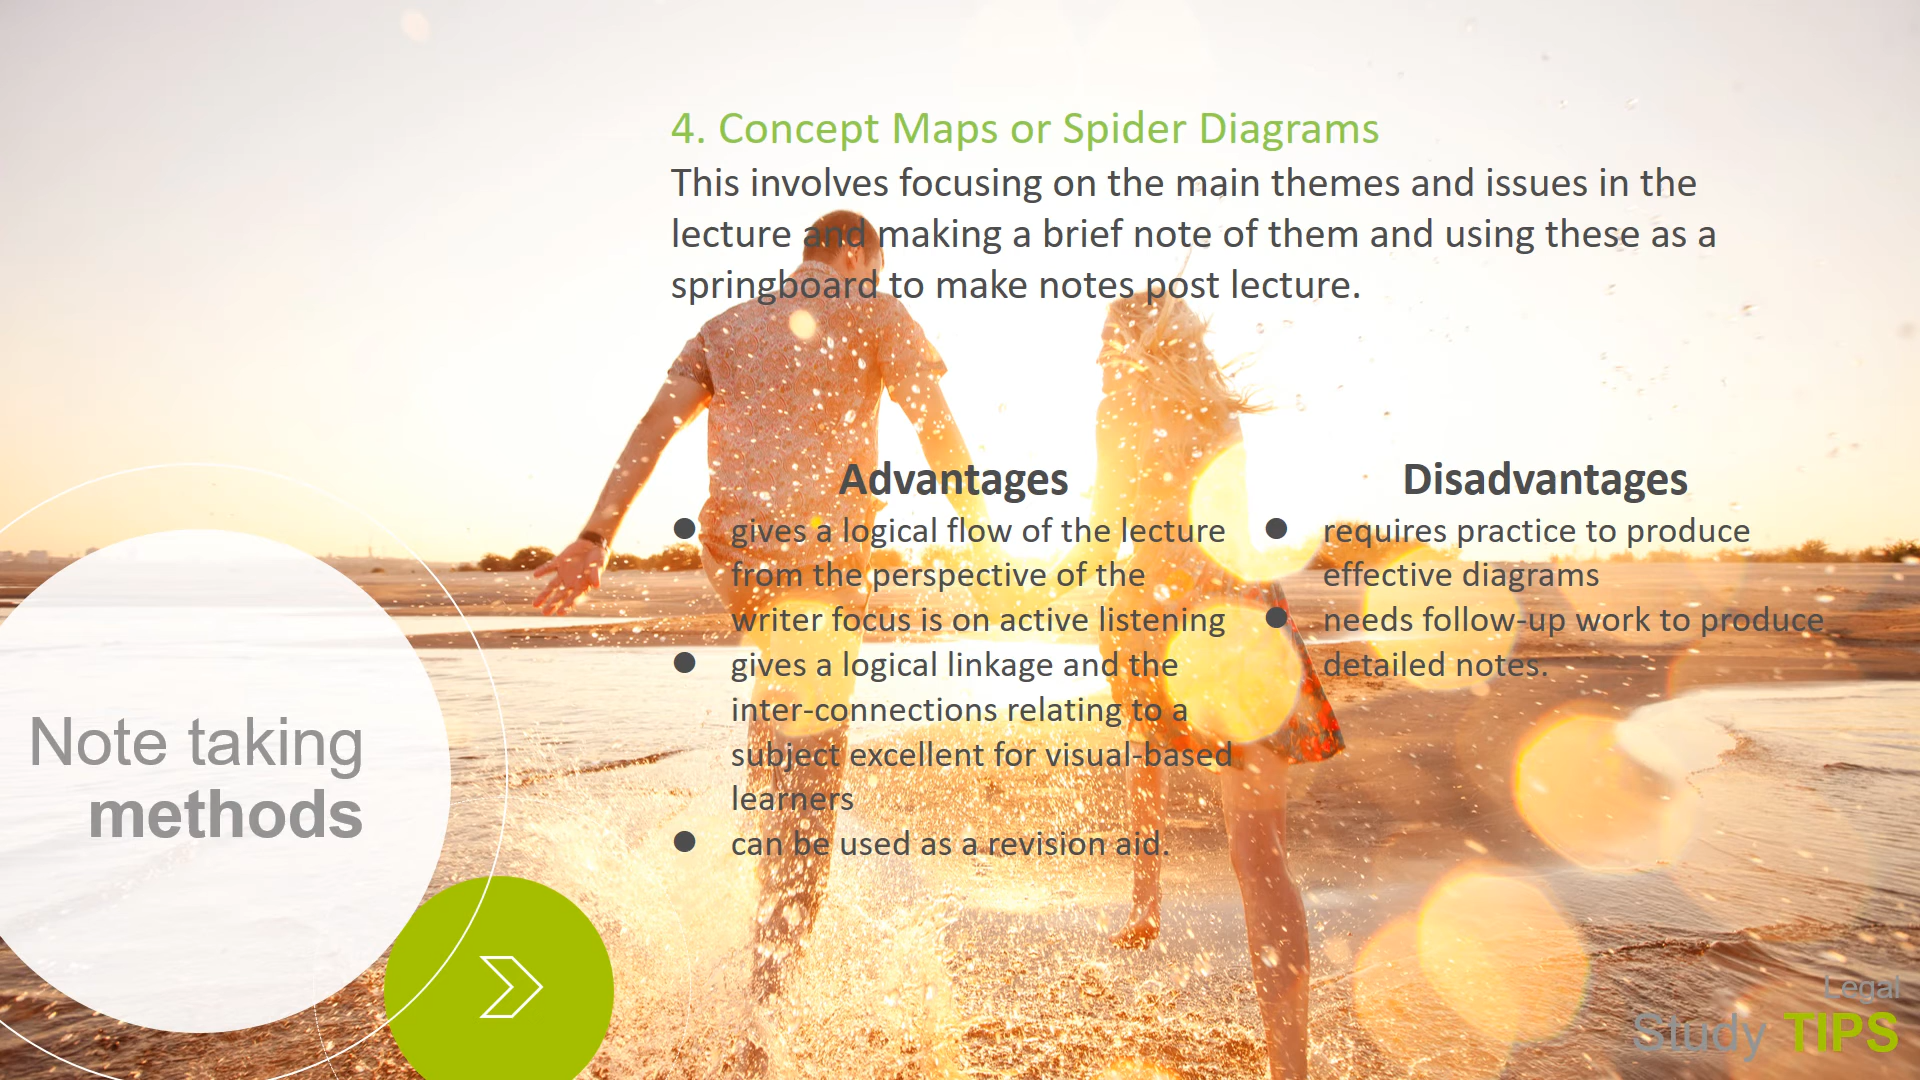 4. Concept Maps or Spider Diagrams
This involves focusing on the main themes and issues in the
lecture and making a brief note of them and using these as a
springboard to make notes post lecture.
Advantages
● gives a logical flow of the lecture
from the perspective of the
writer focus is on active listening
● gives a logical linkage and the
inter-connections relating to a
subject excellent for visual-based
learners
● can be used as a revision aid.
Disadvantages
● requires practice to produce
effective diagrams
● needs follow-up work to produce
detailed notes.
Note taking
methods
Legal
Study TIPS